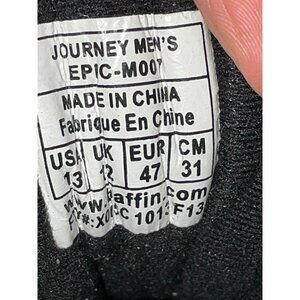 JOURNEY MEN'S
EPIC-M007
MADE IN CHINA
Fabrique En Chine
USA UK EUR CM
13 12 47 31
www.baffin.com